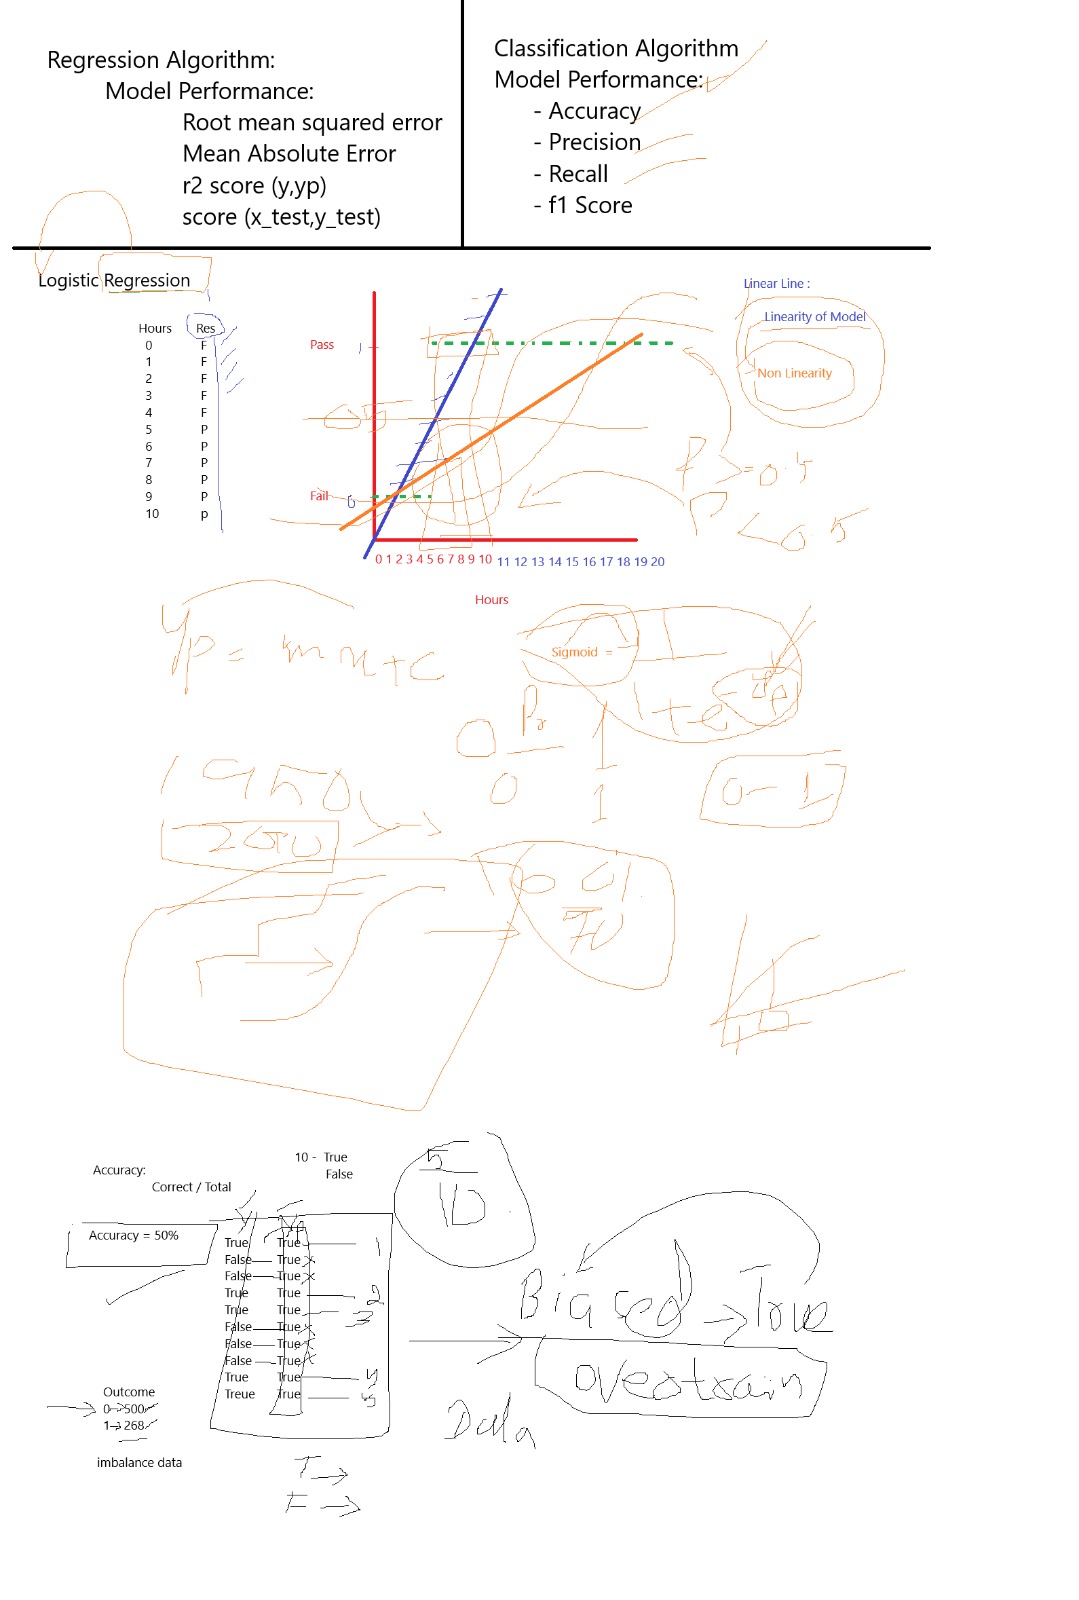 Regression Algorithm:
Model Performance:
Root mean squared error
Mean Absolute Error
r2 score (y,yp)
score (x_test,y_test)
Classification Algorithm
Model Performance:
- Accuracy
- Precision
- Recall
- f1 Score
Logistic Regression
Hours Res
0 F
1 F
2 F
3 F
4 F
5 P
6 P
7 P
8 P
9 P
10 p
Pass 1
0.5
Fail 0
0 1 2 3 4 5 6 7 8 9 10 11 12 13 14 15 16 17 18 19 20
Hours
Linear Line :
Linearity of Model
Non Linearity
P >= 0.5
P < 0.5
yp = mx + c
Sigmoid = 1
1 + e -yp
0 Pr 1
0 1
0 - 1
1950
200
70
Accuracy:
Correct / Total
10 - True
False
5
10
Accuracy = 50%
y yp
True True 1
False True x
False True x
True True 2
True True 3
False True x
False True x
False True x
True True 4
Treue True 5
Biased → True
overtrain
Data
Outcome
0->500
1->268
imbalance data
T →
F →